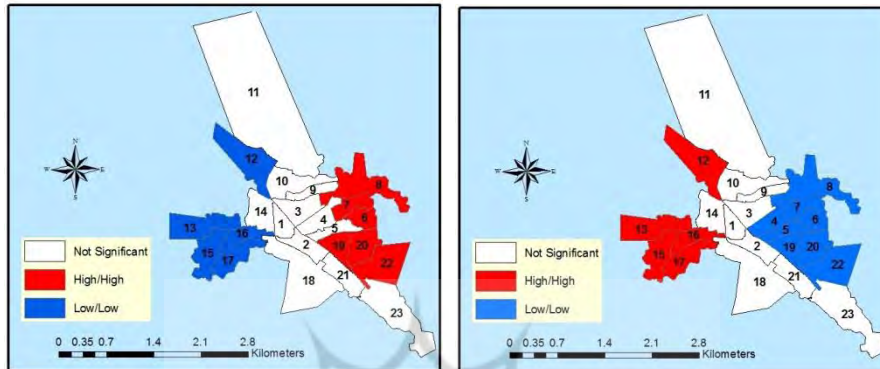 11
N
W E
S
12
10
9
8
7
14
3
4
6
13
1
5
16
2
19
20
15
17
22
21
18
23
Not Significant
High/High
Low/Low
0 0.35 0.7 1.4 2.1 2.8
Kilometers
11
N
W E
S
12
10
9
8
7
14
3
4
6
13
1
5
16
2
19
20
15
17
22
21
18
23
Not Significant
High/High
Low/Low
0 0.35 0.7 1.4 2.1 2.8
Kilometers